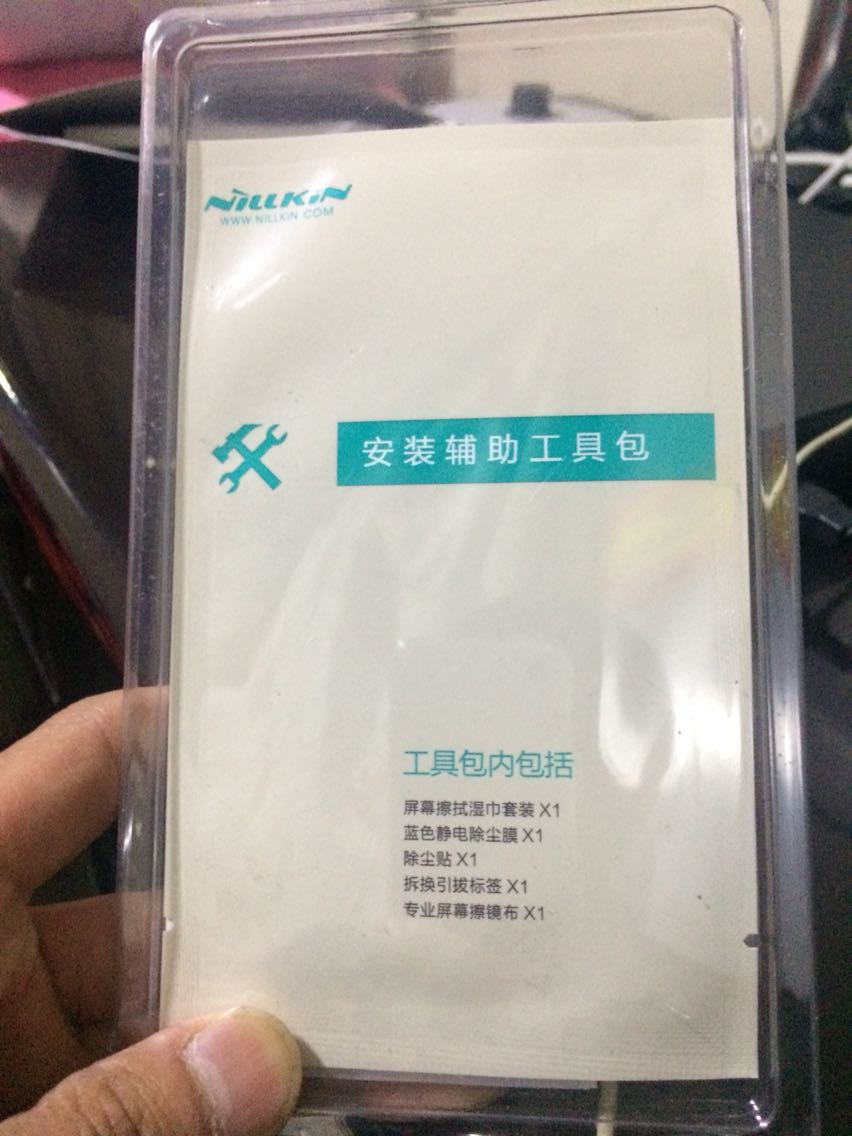 NILLKIN
WWW.NILLKIN.COM
安装辅助工具包
工具包内包括
屏幕擦拭湿巾套装 X1
蓝色静电除尘膜 X1
除尘贴 X1
拆换引拔标签 X1
专业屏幕擦镜布 X1